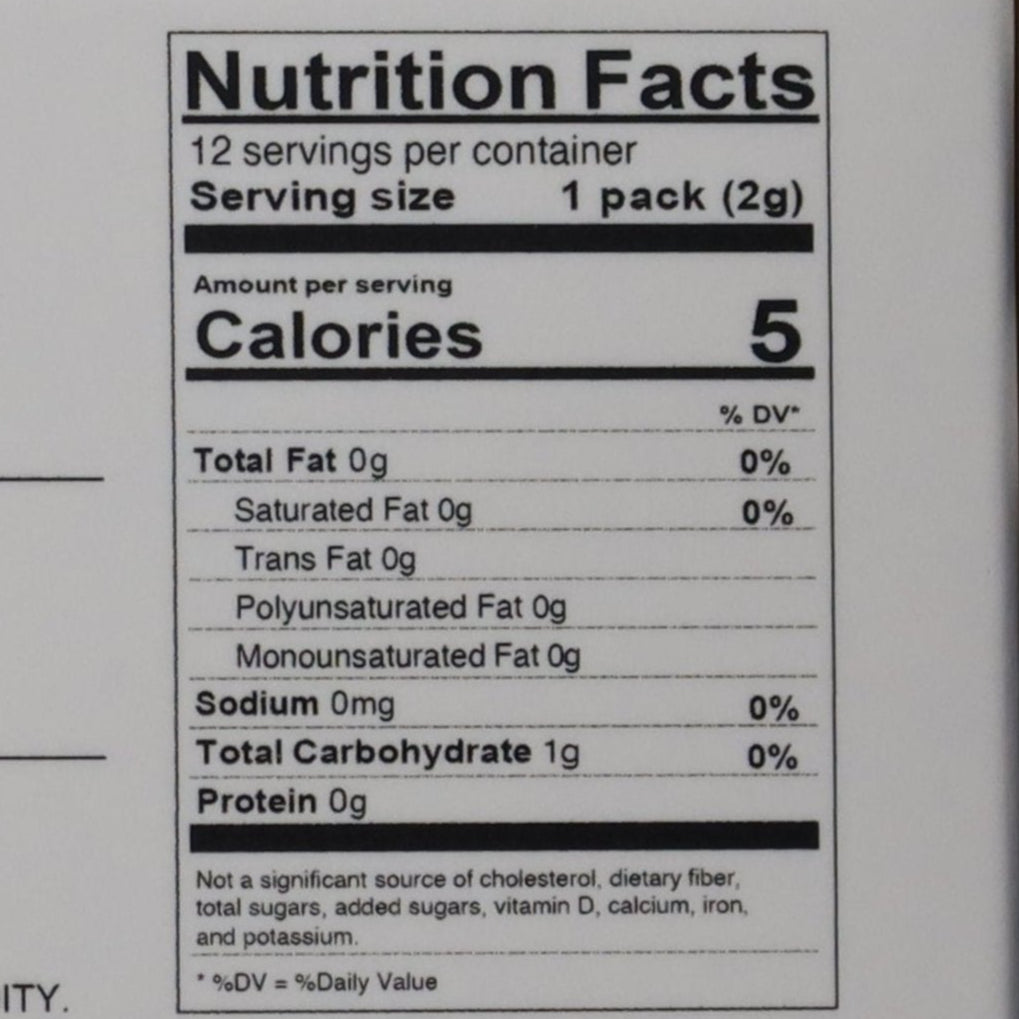 Nutrition Facts
12 servings per container
Serving size 1 pack (2g)
Amount per serving
Calories 5
% DV*
Total Fat 0g 0%
Saturated Fat 0g 0%
Trans Fat 0g
Polyunsaturated Fat 0g
Monounsaturated Fat 0g
Sodium 0mg 0%
Total Carbohydrate 1g 0%
Protein 0g
Not a significant source of cholesterol, dietary fiber,
total sugars, added sugars, vitamin D, calcium, iron,
and potassium.
* %DV = %Daily Value
ITY.